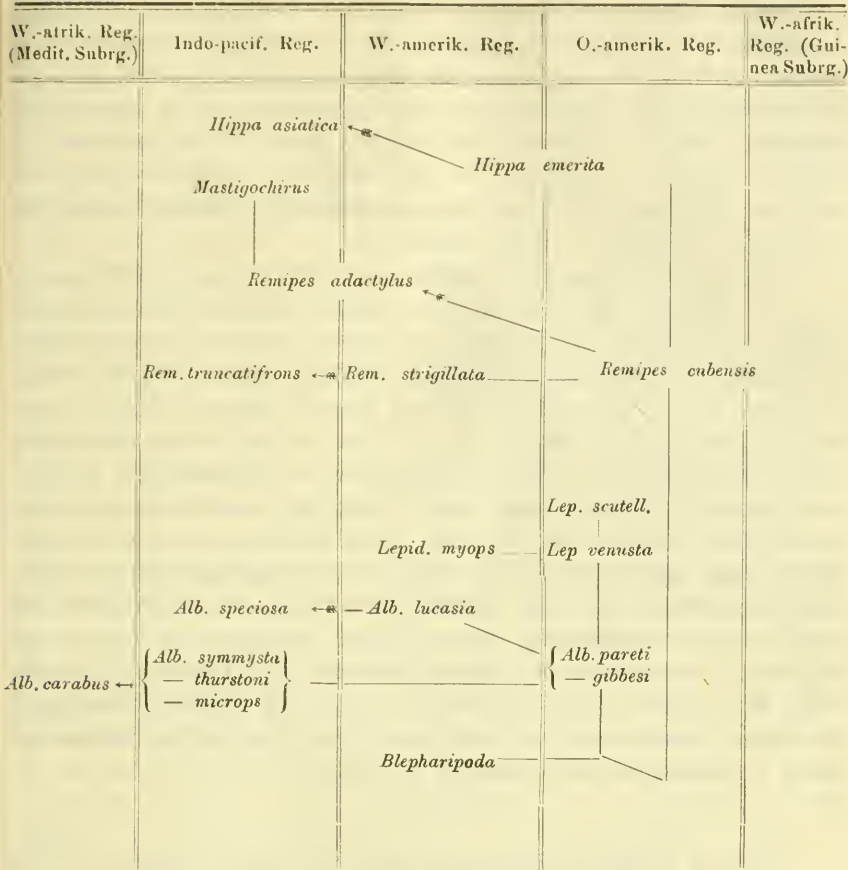 W.-afrik. Reg. (Medit. Subrg.)
Indo-pacif. Reg.
W.-amerik. Reg.
O.-amerik. Reg.
W.-afrik. Reg. (Gui-
nea Subrg.)
Hippa asiatica
Hippa emerita
Mastigochirus
Remipes adactylus
Remipes cubensis
Rem. truncatifrons
Rem. strigillata
Lep. scutell.
Lepid. myops
Lep venusta
Alb. speciosa
Alb. lucasia
Alb. carabus
Alb. symmysta
— thurstoni
— microps
Alb. pareti
— gibbesi
Blepharipoda